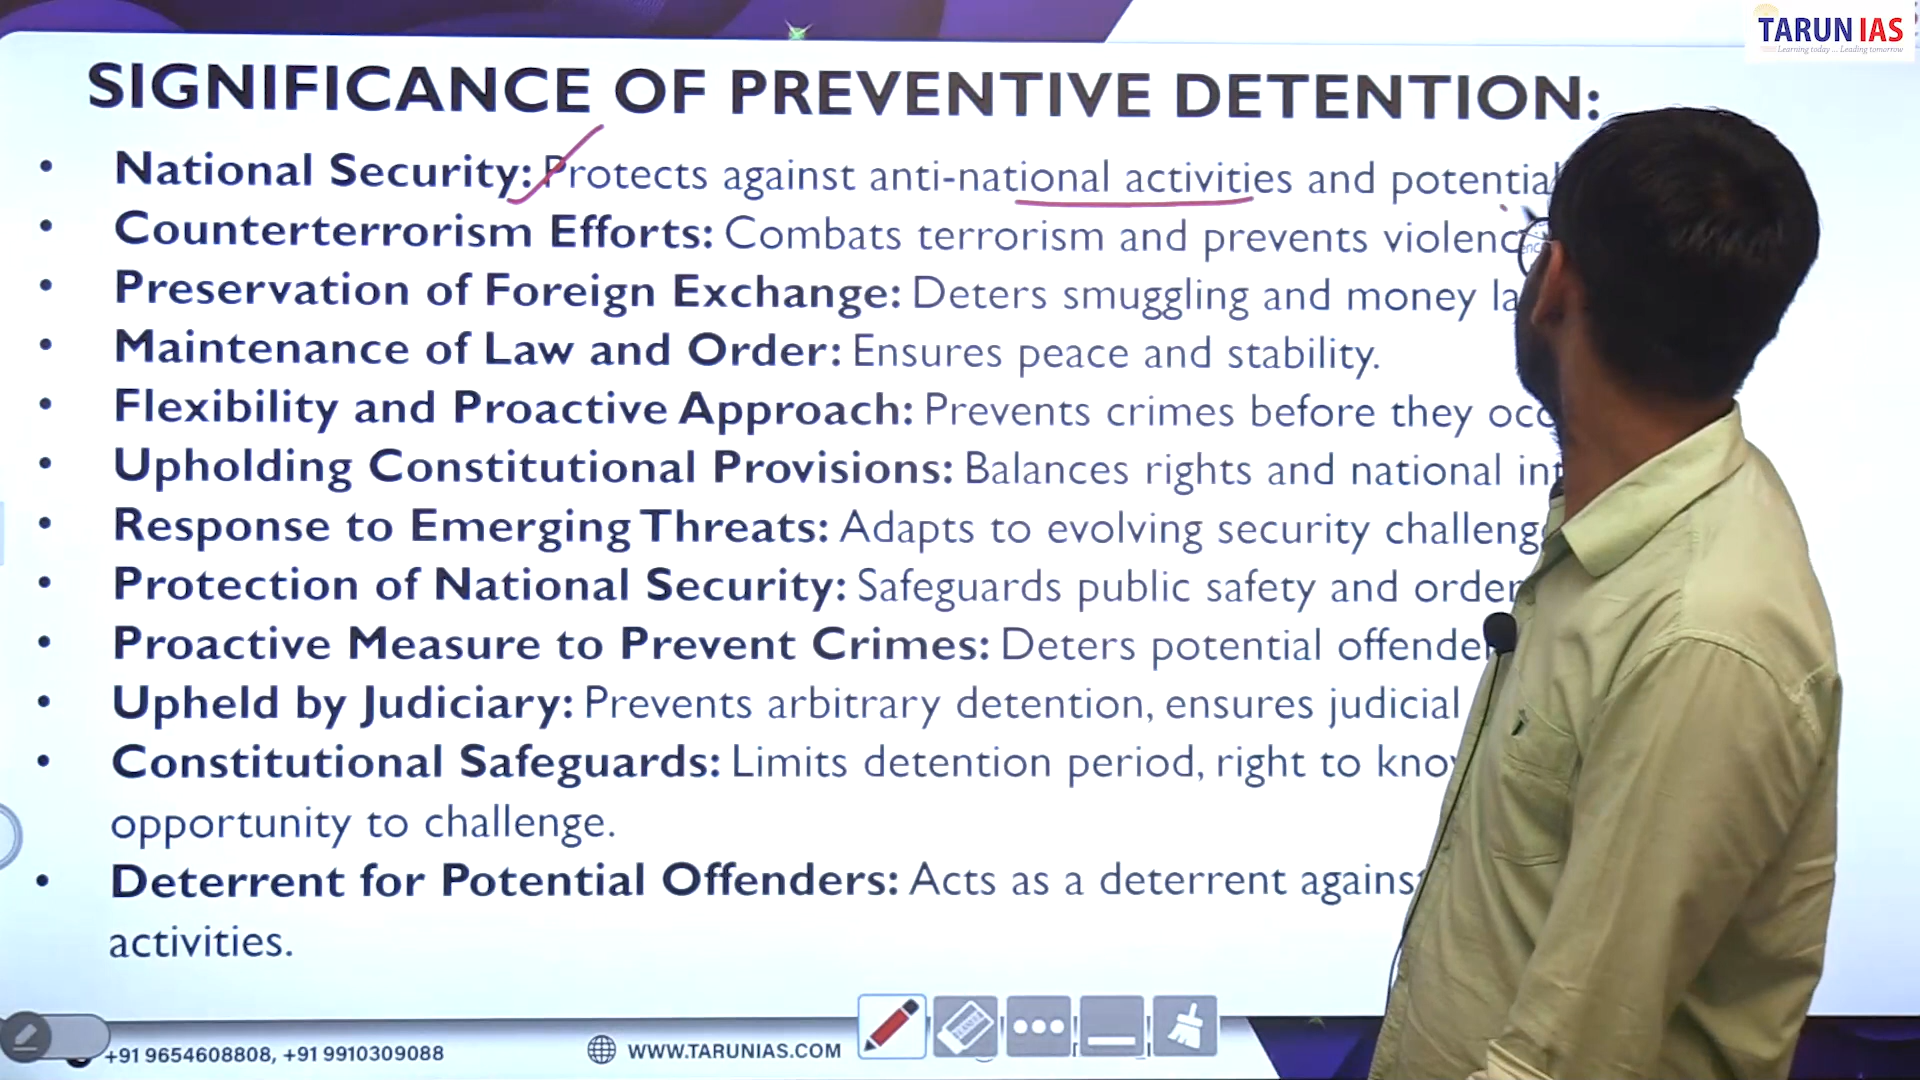 TARUN IAS
Learning today ... Leading tomorrow
SIGNIFICANCE OF PREVENTIVE DETENTION:
• National Security: Protects against anti-national activities and potential
• Counterterrorism Efforts: Combats terrorism and prevents violenc
• Preservation of Foreign Exchange: Deters smuggling and money la
• Maintenance of Law and Order: Ensures peace and stability.
• Flexibility and Proactive Approach: Prevents crimes before they occ
• Upholding Constitutional Provisions: Balances rights and national int
• Response to Emerging Threats: Adapts to evolving security challeng
• Protection of National Security: Safeguards public safety and order
• Proactive Measure to Prevent Crimes: Deters potential offender
• Upheld by Judiciary: Prevents arbitrary detention, ensures judicial
• Constitutional Safeguards: Limits detention period, right to know
opportunity to challenge.
• Deterrent for Potential Offenders: Acts as a deterrent against
activities.
+91 9654608808, +91 9910309088
WWW.TARUNIAS.COM